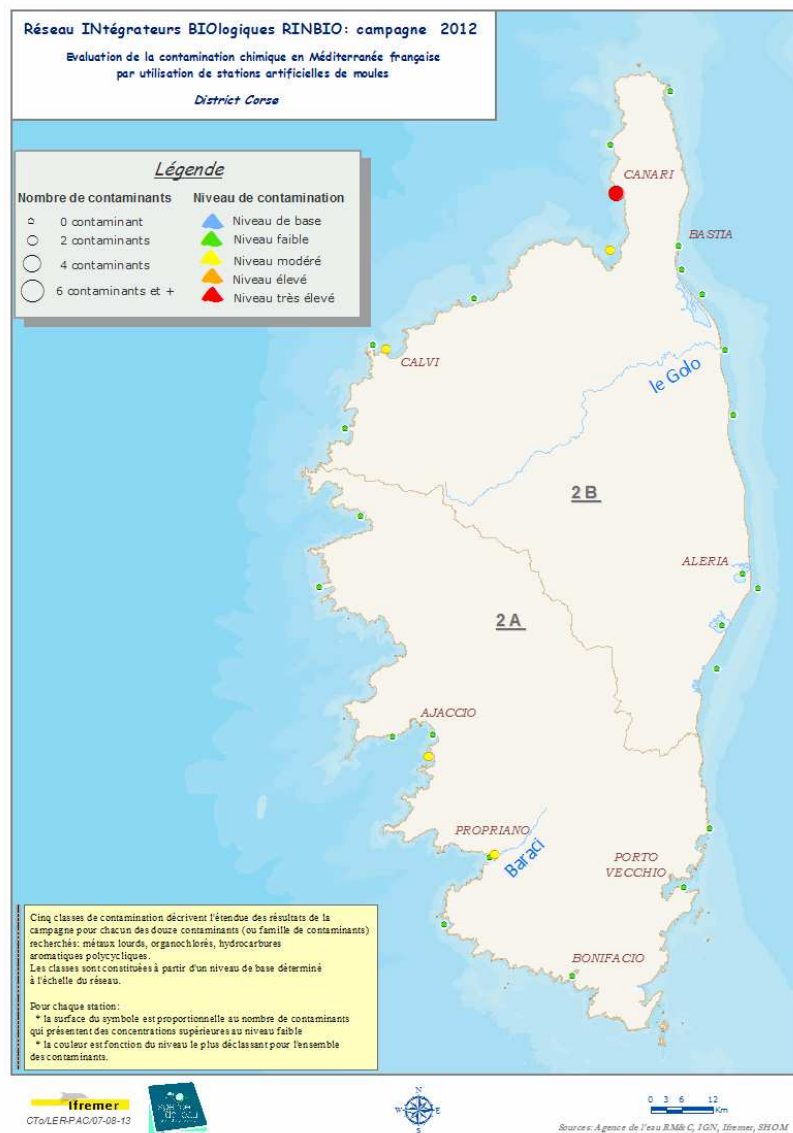 Réseau INtégrateurs BIOlogiques RINBIO: campagne 2012
Evaluation de la contamination chimique en Méditerranée française
par utilisation de stations artificielles de moules
District Corse
Légende
Nombre de contaminants
0 contaminant
2 contaminants
4 contaminants
6 contaminants et +
Niveau de contamination
Niveau de base
Niveau faible
Niveau modéré
Niveau élevé
Niveau très élevé
CANARI
BASTIA
CALVI
le Golo
2 B
ALERIA
2 A
AJACCIO
PROPRIANO
Baraci
PORTO
VECCHIO
BONIFACIO
Cinq classes de contamination décrivent l'étendue des résultats de la
campagne pour chacun des douze contaminants (ou famille de contaminants)
recherchés: métaux lourds, organochlorés, hydrocarbures
aromatiques polycycliques.
Les classes sont constituées à partir d'un niveau de base déterminé
à l'échelle du réseau.
Pour chaque station:
* la surface du symbole est proportionnelle au nombre de contaminants
qui présentent des concentrations supérieures au niveau faible
* la couleur est fonction du niveau le plus déclassant pour l'ensemble
des contaminants.
Ifremer
CTo/LER-PAC/07-08-13
agence de l'eau
N
W E
S
0 3 6 12
Km
Sources: Agence de l'eau RM& C, IGN, Ifremer, SHOM